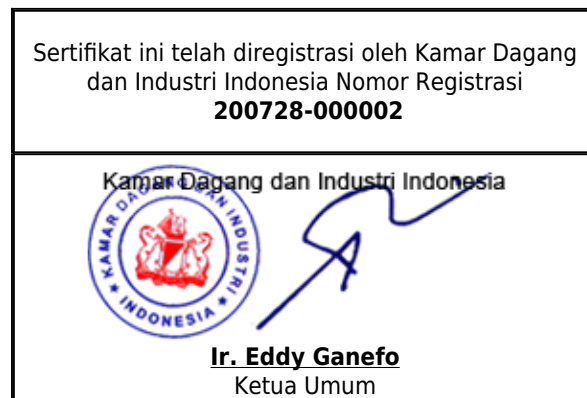 Sertifikat ini telah diregistrasi oleh Kamar Dagang
dan Industri Indonesia Nomor Registrasi
200728-000002
Kamar Dagang dan Industri Indonesia
KAMAR DAGANG DAN INDUSTRI
INDONESIA
Ir. Eddy Ganefo
Ketua Umum